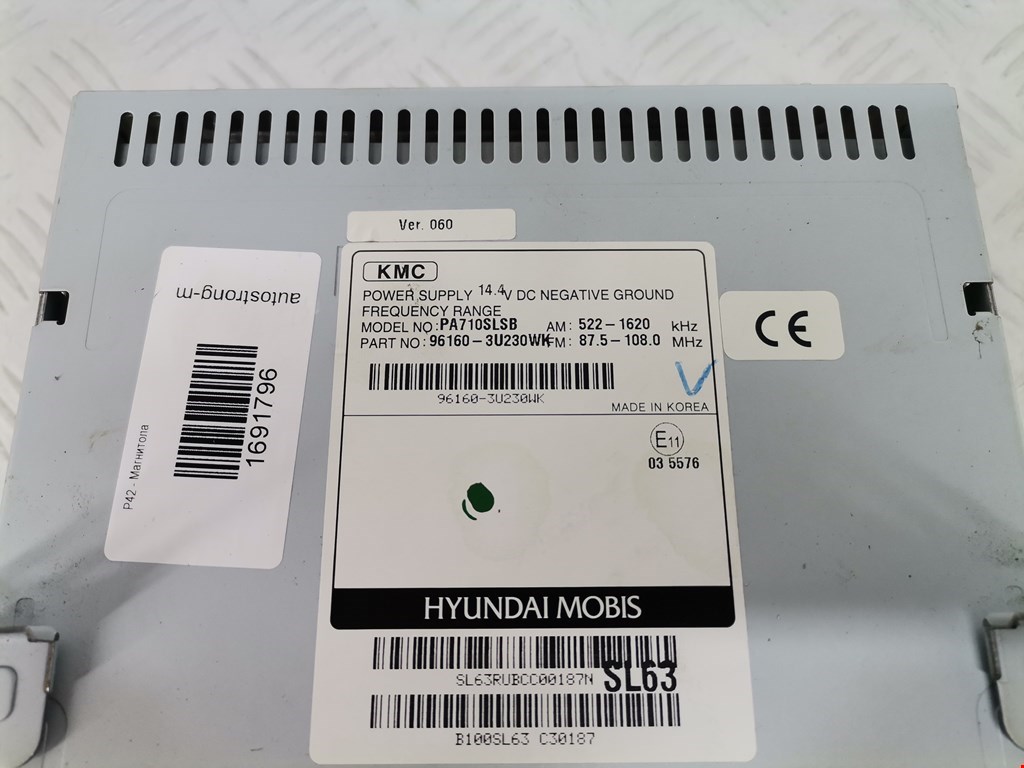 Ver. 060
KMC
POWER SUPPLY 14.4V DC NEGATIVE GROUND
FREQUENCY RANGE
MODEL NO: PA710SLSB AM: 522-1620 kHz
PART NO: 96160-3U230WK FM: 87.5-108.0 MHz
96160-3U230WK
MADE IN KOREA
E11
03 5576
HYUNDAI MOBIS
SL63RUBCC00187N SL63
B100SL63 C30187
CE
autostrong-m
1691796
P42 - Магнитола